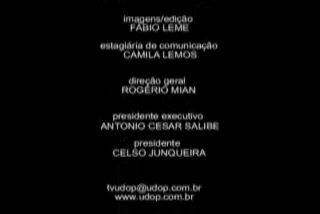 imagens/edição
FÁBIO LEME
estagiária de comunicação
CAMILA LEMOS
direção geral
ROGÉRIO MIAN
presidente executivo
ANTONIO CESAR SALIBE
presidente
CELSO JUNQUEIRA
tvudop@udop.com.br
www.udop.com.br